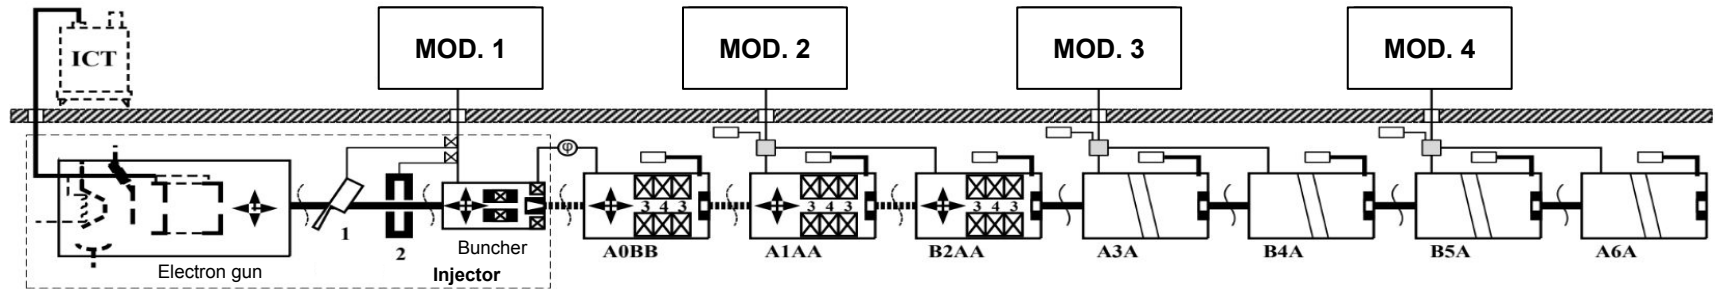 MOD. 1
MOD. 2
MOD. 3
MOD. 4
ICT
φ
3 4 3
3 4 3
3 4 3
1
2
Buncher
Electron gun
Injector
A0BB
A1AA
B2AA
A3A
B4A
B5A
A6A